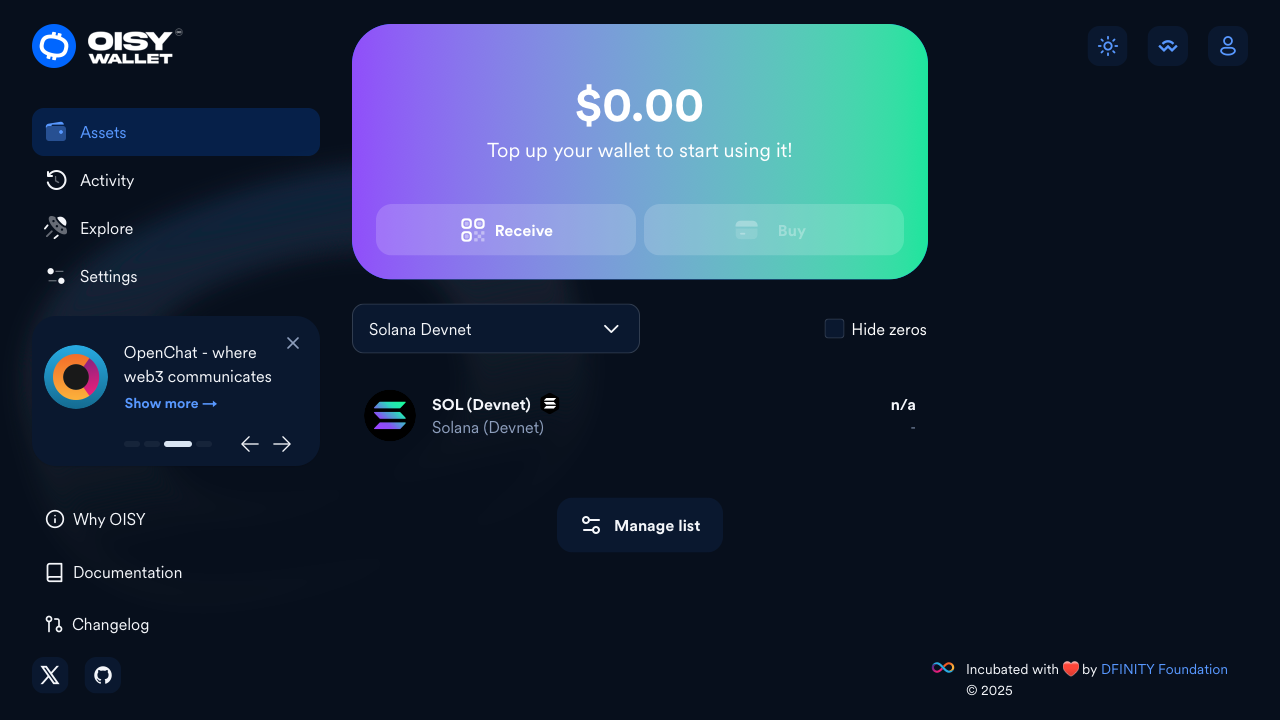 OISY
WALLET
Assets
Activity
Explore
Settings
OpenChat - where
web3 communicates
Show more →
Why OISY
Documentation
Changelog
$0.00
Top up your wallet to start using it!
Receive
Buy
Solana Devnet
Hide zeros
SOL (Devnet)
n/a
Solana (Devnet)
-
Manage list
Incubated with ❤️ by DFINITY Foundation
© 2025